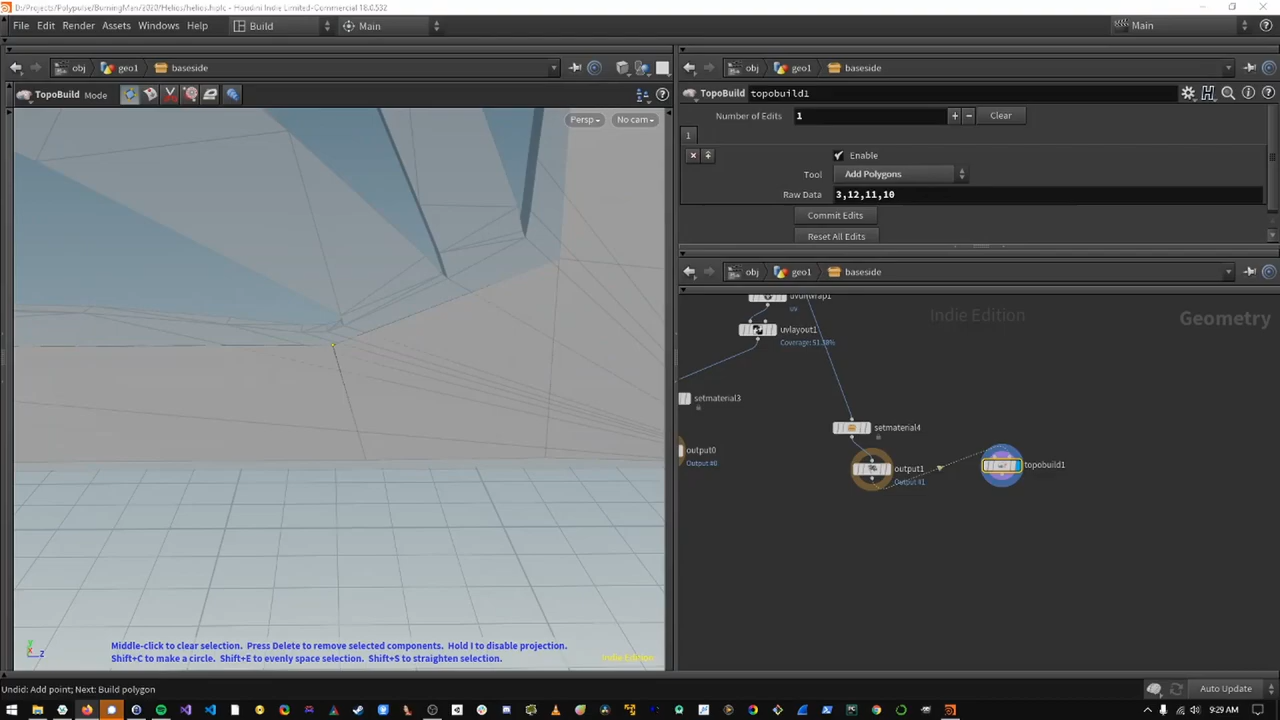 D:/Projects/Polypulse/BurningMan/2020/Helios/helios.hiplc - Houdini Indie Limited-Commercial 18.0.532
File Edit Render Assets Windows Help Build Main Main
obj geo1 baseside
obj geo1 baseside
TopoBuild Mode
TopoBuild topobuild1
Persp No cam
Number of Edits 1 Clear
1
Enable
Tool Add Polygons
Raw Data 3,12,11,10
Commit Edits
Reset All Edits
obj geo1 baseside
uvunwrap1
uv
Indie Edition
Geometry
uvlayout1
Coverage: 51.38%
setmaterial3
setmaterial4
output0
Output #0
output1
Output #1
topobuild1
Middle-click to clear selection. Press Delete to remove selected components. Hold I to disable projection.
Shift+C to make a circle. Shift+E to evenly space selection. Shift+S to straighten selection.
Indie Edition
Undid: Add point; Next: Build polygon
Auto Update
9:29 AM